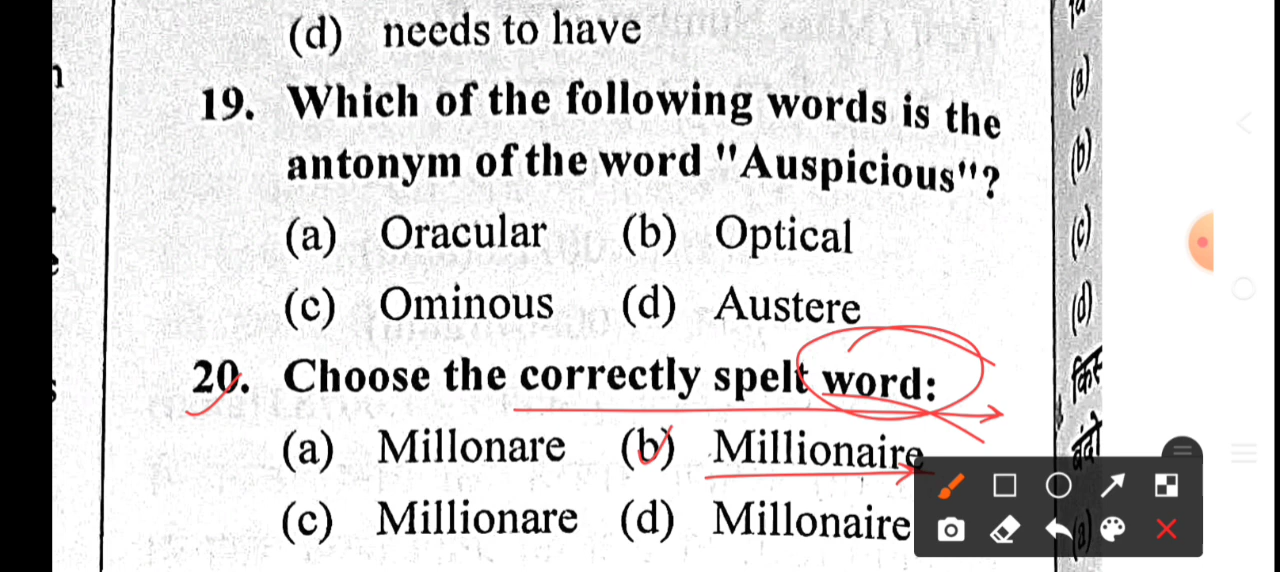 (d) needs to have
19. Which of the following words is the
antonym of the word "Auspicious"?
(a) Oracular (b) Optical
(c) Ominous (d) Austere
20. Choose the correctly spelt word:
(a) Millonare (b) Millionaire
(c) Millionare (d) Millonaire
(a)
(b)
(c)
(d)
(a)